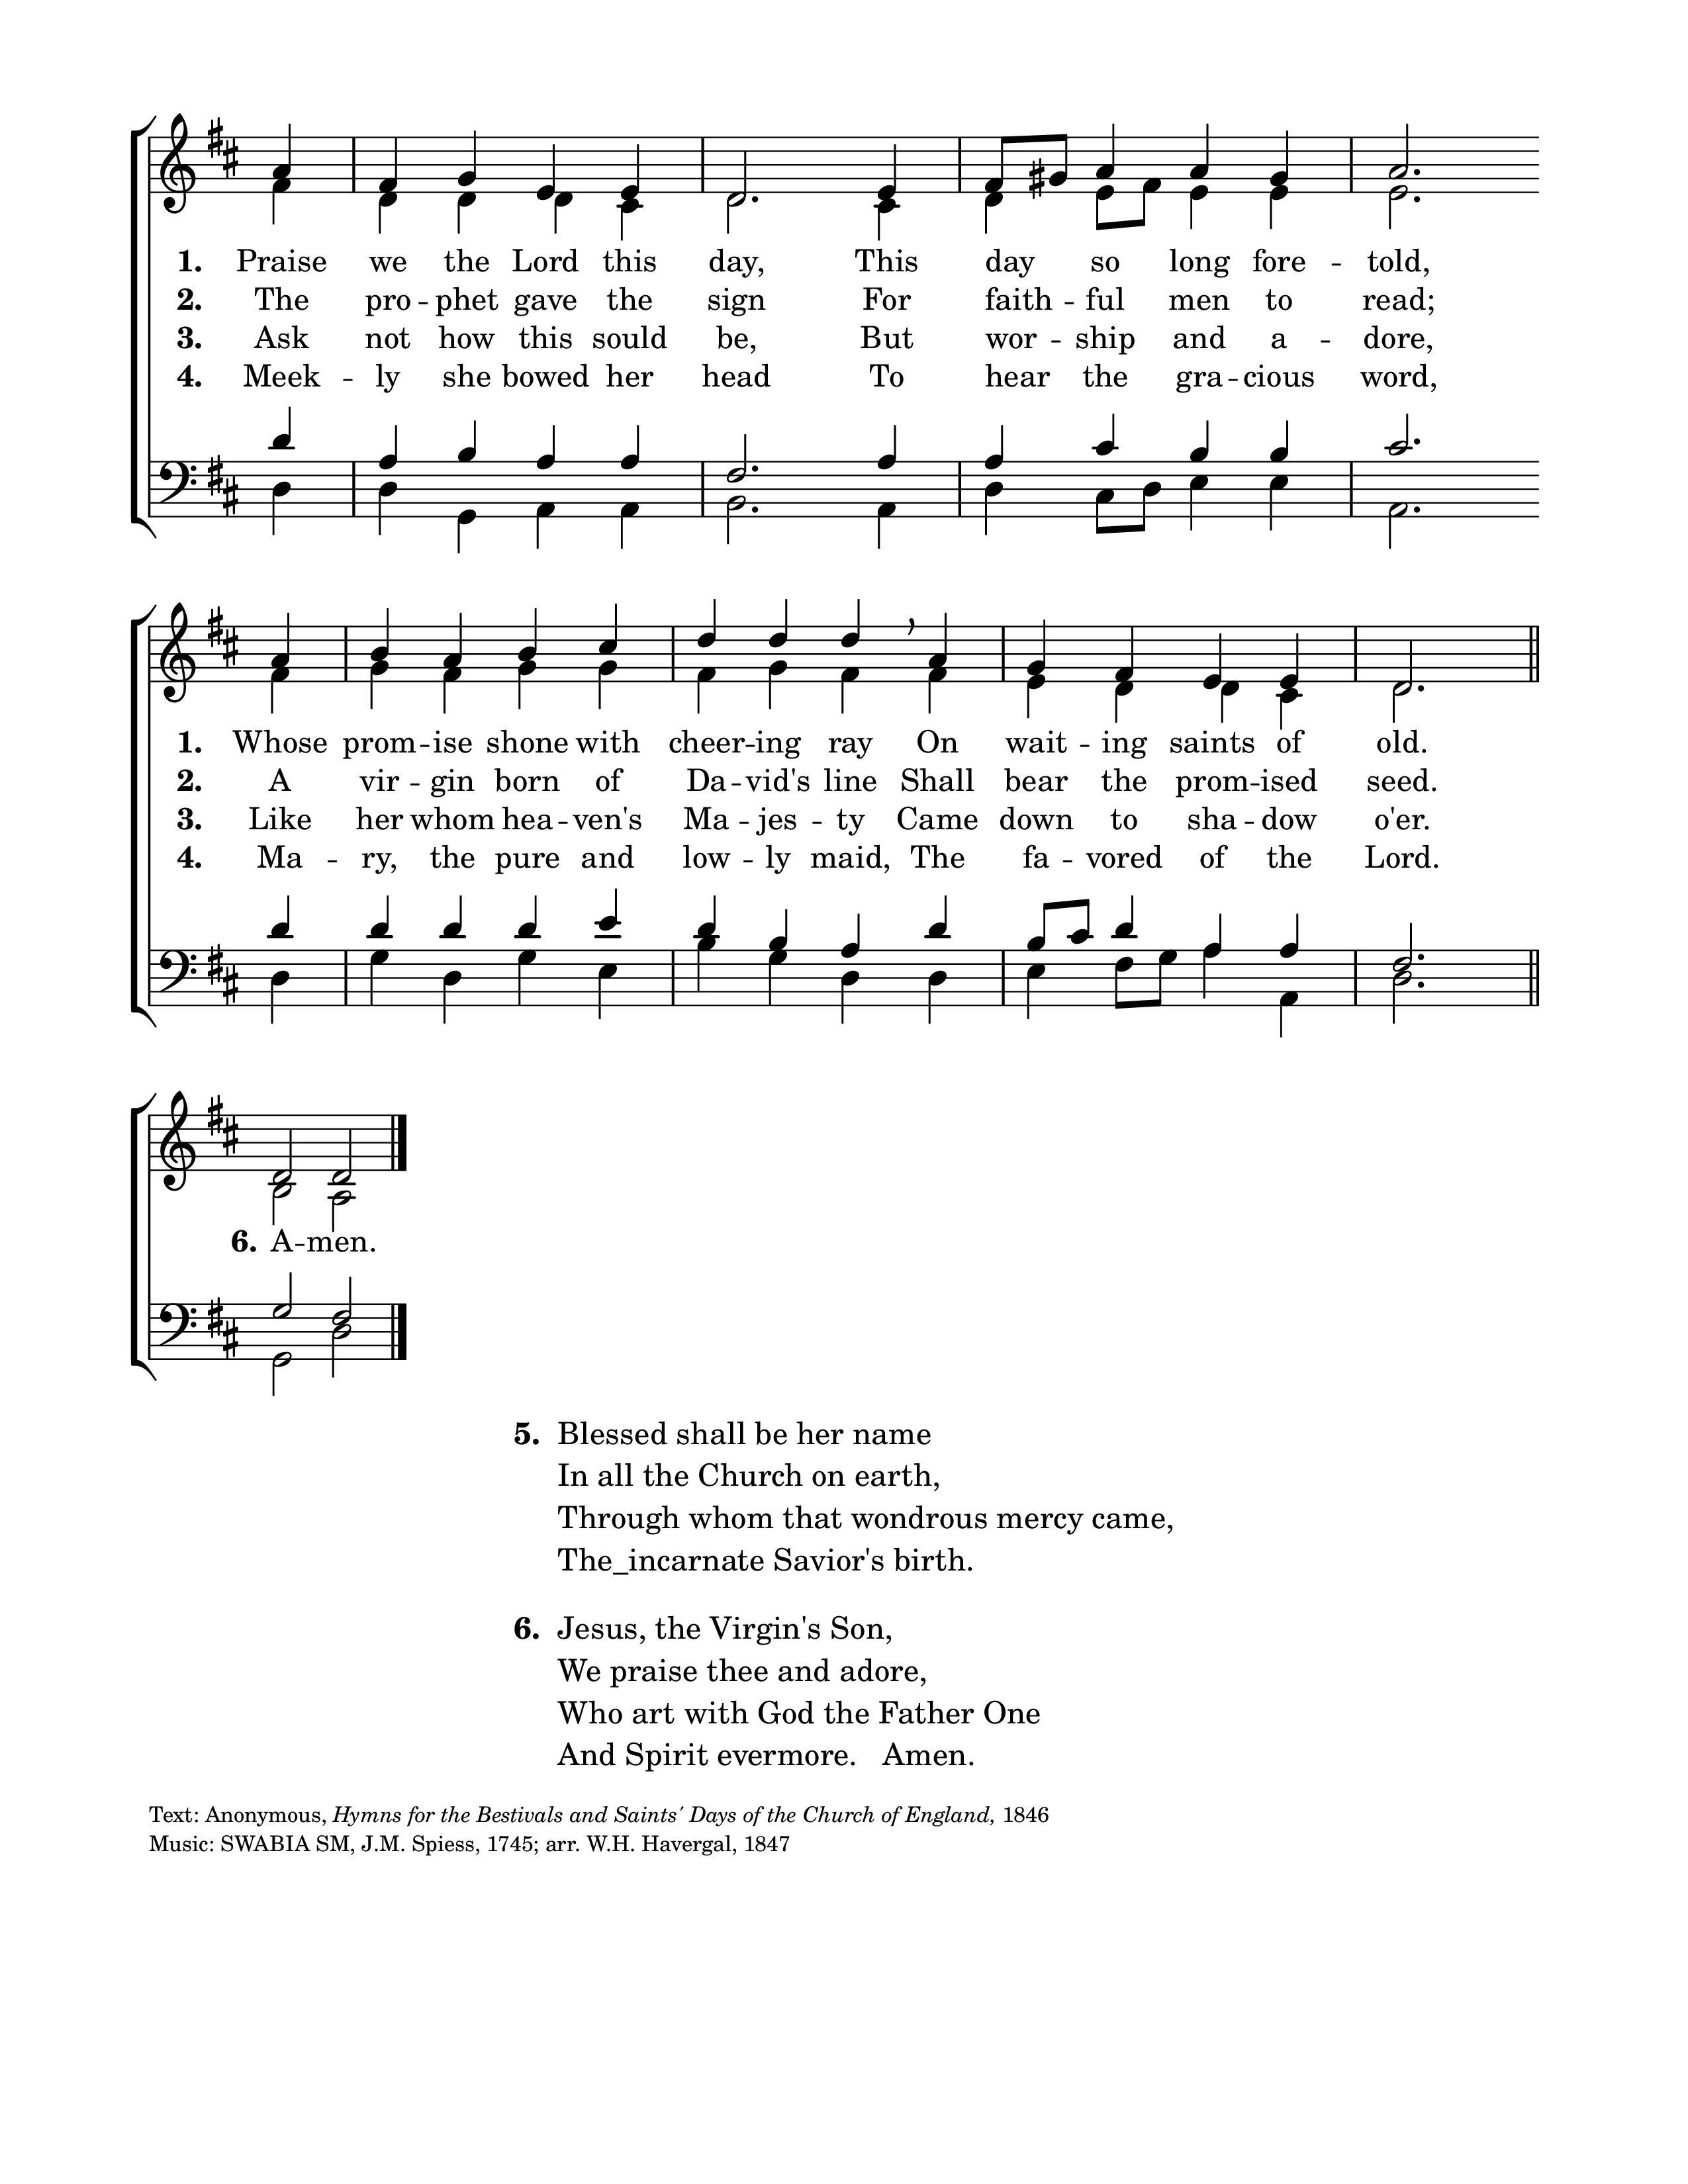 1. Praise we the Lord this day, This day so long fore - told,
2. The pro - phet gave the sign For faith - ful men to read;
3. Ask not how this sould be, But wor - ship and a - dore,
4. Meek - ly she bowed her head To hear the gra - cious word,
1. Whose prom - ise shone with cheer - ing ray On wait - ing saints of old.
2. A vir - gin born of Da - vid's line Shall bear the prom - ised seed.
3. Like her whom hea - ven's Ma - jes - ty Came down to sha - dow o'er.
4. Ma - ry, the pure and low - ly maid, The fa - vored of the Lord.
6. A - men.
5. Blessed shall be her name
In all the Church on earth,
Through whom that wondrous mercy came,
The_incarnate Savior's birth.
6. Jesus, the Virgin's Son,
We praise thee and adore,
Who art with God the Father One
And Spirit evermore. Amen.
Text: Anonymous, Hymns for the Bestivals and Saints' Days of the Church of England, 1846
Music: SWABIA SM, J.M. Spiess, 1745; arr. W.H. Havergal, 1847